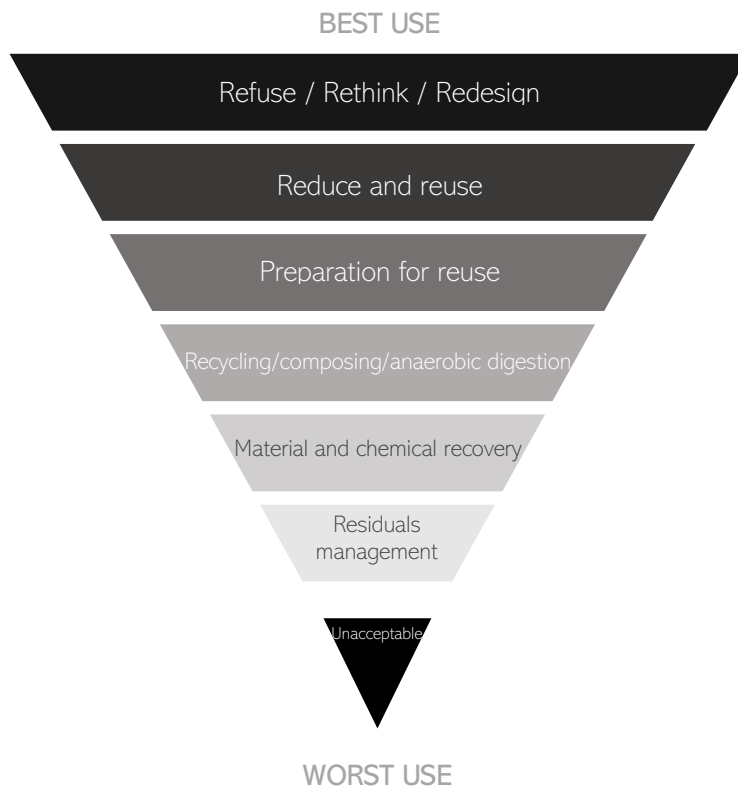 BEST USE
Refuse / Rethink / Redesign
Reduce and reuse
Preparation for reuse
Recycling/composing/anaerobic digestion
Material and chemical recovery
Residuals
management
Unacceptable
WORST USE